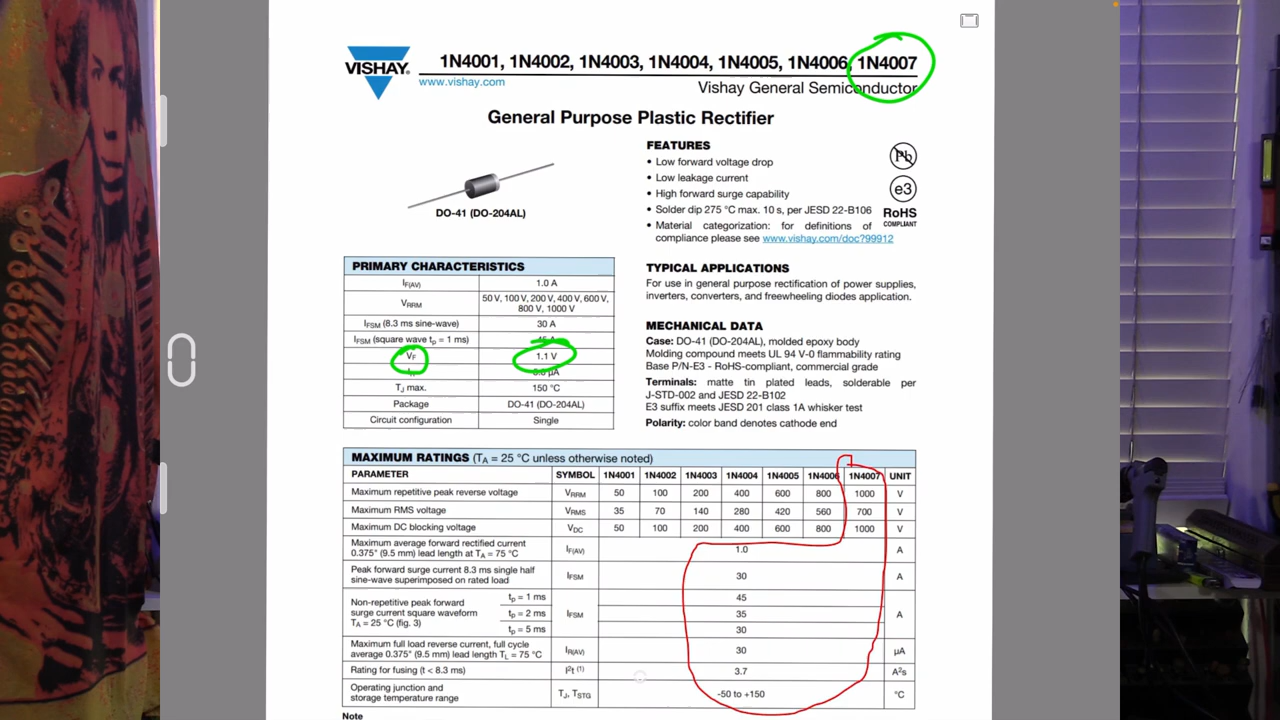 VISHAY.
www.vishay.com
1N4001, 1N4002, 1N4003, 1N4004, 1N4005, 1N4006, 1N4007
Vishay General Semiconductor
General Purpose Plastic Rectifier
DO-41 (DO-204AL)
FEATURES
• Low forward voltage drop
• Low leakage current
• High forward surge capability
• Solder dip 275 °C max. 10 s, per JESD 22-B106
• Material categorization: for definitions of
compliance please see www.vishay.com/doc?99912
Pb
e3
RoHS
COMPLIANT
PRIMARY CHARACTERISTICS
IF(AV) 1.0 A
VRRM 50 V, 100 V, 200 V, 400 V, 600 V,
800 V, 1000 V
IFSM (8.3 ms sine-wave) 30 A
IFSM (square wave tp = 1 ms) 45 A
VF 1.1 V
IR 5.0 μA
TJ max. 150 °C
Package DO-41 (DO-204AL)
Circuit configuration Single
TYPICAL APPLICATIONS
For use in general purpose rectification of power supplies,
inverters, converters, and freewheeling diodes application.
MECHANICAL DATA
Case: DO-41 (DO-204AL), molded epoxy body
Molding compound meets UL 94 V-0 flammability rating
Base P/N-E3 - RoHS-compliant, commercial grade
Terminals: matte tin plated leads, solderable per
J-STD-002 and JESD 22-B102
E3 suffix meets JESD 201 class 1A whisker test
Polarity: color band denotes cathode end
MAXIMUM RATINGS (TA = 25 °C unless otherwise noted)
PARAMETER SYMBOL 1N4001 1N4002 1N4003 1N4004 1N4005 1N4006 1N4007 UNIT
Maximum repetitive peak reverse voltage VRRM 50 100 200 400 600 800 1000 V
Maximum RMS voltage VRMS 35 70 140 280 420 560 700 V
Maximum DC blocking voltage VDC 50 100 200 400 600 800 1000 V
Maximum average forward rectified current
0.375" (9.5 mm) lead length at TA = 75 °C IF(AV) 1.0 A
Peak forward surge current 8.3 ms single half
sine-wave superimposed on rated load IFSM 30 A
Non-repetitive peak forward
surge current square waveform
TA = 25 °C (fig. 3)
tp = 1 ms 45
tp = 2 ms IFSM 35 A
tp = 5 ms 30
Maximum full load reverse current, full cycle
average 0.375" (9.5 mm) lead length TL = 75 °C IR(AV) 30 μA
Rating for fusing (t < 8.3 ms) I²t (1) 3.7 A²s
Operating junction and
storage temperature range TJ, TSTG -50 to +150 °C
Note